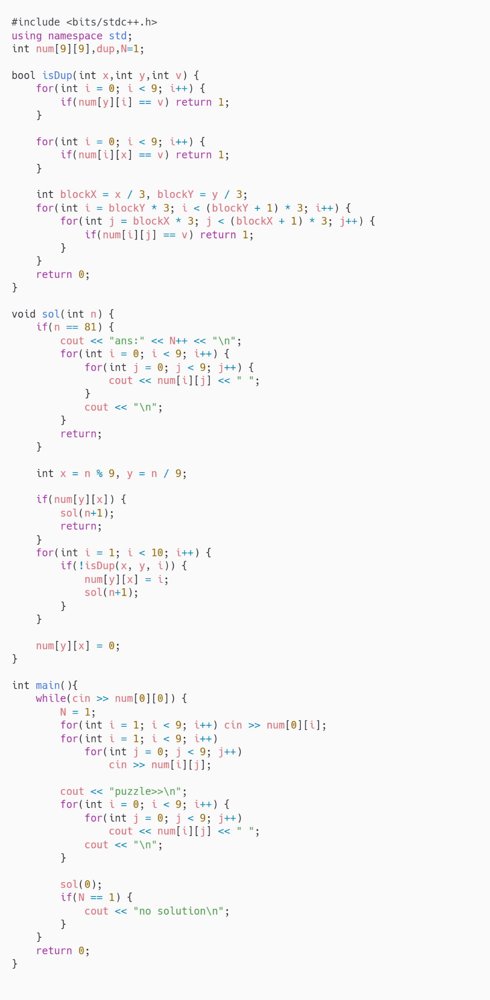 #include <bits/stdc++.h>
using namespace std;
int num[9][9],dup,N=1;

bool isDup(int x,int y,int v) {
    for(int i = 0; i < 9; i++) {
        if(num[y][i] == v) return 1;
    }

    for(int i = 0; i < 9; i++) {
        if(num[i][x] == v) return 1;
    }

    int blockX = x / 3, blockY = y / 3;
    for(int i = blockY * 3; i < (blockY + 1) * 3; i++) {
        for(int j = blockX * 3; j < (blockX + 1) * 3; j++) {
            if(num[i][j] == v) return 1;
        }
    }
    return 0;
}

void sol(int n) {
    if(n == 81) {
        cout << "ans:" << N++ << "\n";
        for(int i = 0; i < 9; i++) {
            for(int j = 0; j < 9; j++) {
                cout << num[i][j] << " ";
            }
            cout << "\n";
        }
        return;
    }

    int x = n % 9, y = n / 9;

    if(num[y][x]) {
        sol(n+1);
        return;
    }
    for(int i = 1; i < 10; i++) {
        if(!isDup(x, y, i)) {
            num[y][x] = i;
            sol(n+1);
        }
    }

    num[y][x] = 0;
}

int main(){
    while(cin >> num[0][0]) {
        N = 1;
        for(int i = 1; i < 9; i++) cin >> num[0][i];
        for(int i = 1; i < 9; i++)
            for(int j = 0; j < 9; j++)
                cin >> num[i][j];

        cout << "puzzle>>\n";
        for(int i = 0; i < 9; i++) {
            for(int j = 0; j < 9; j++)
                cout << num[i][j] << " ";
            cout << "\n";
        }

        sol(0);
        if(N == 1) {
            cout << "no solution\n";
        }
    }
    return 0;
}